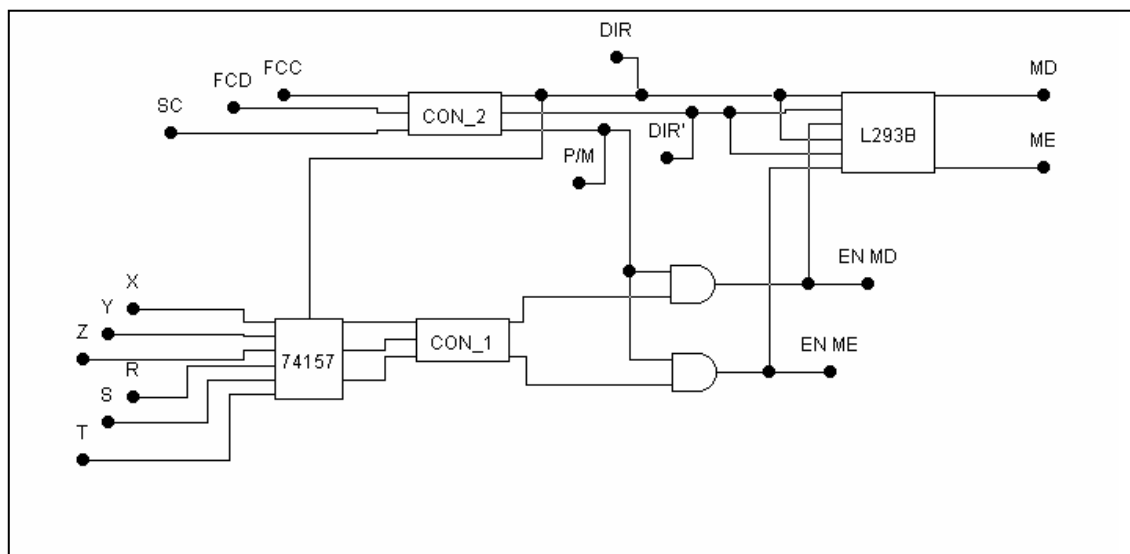 DIR
FCC
MD
FCD
SC
CON_2
L293B
DIR'
ME
P/M
EN MD
X
Y
Z
74157
CON_1
R
EN ME
S
T